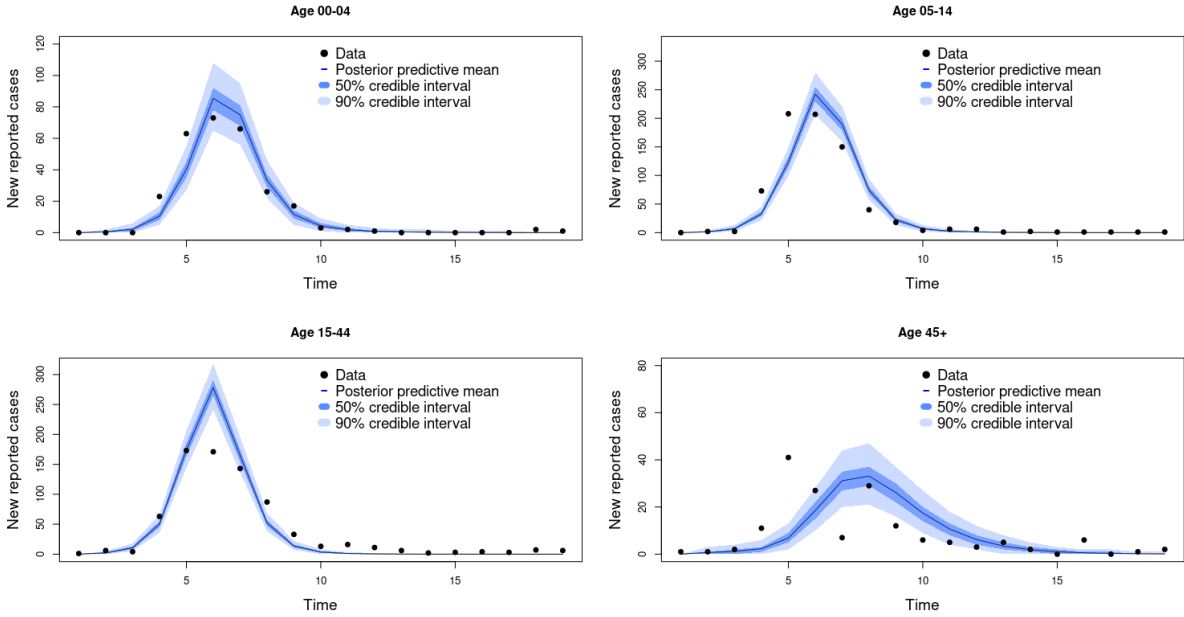 Age 00-04
New reported cases
0 20 40 60 80 100 120
Data
Posterior predictive mean
50% credible interval
90% credible interval
5 10 15
Time
Age 05-14
New reported cases
0 50 100 150 200 250 300
Data
Posterior predictive mean
50% credible interval
90% credible interval
5 10 15
Time
Age 15-44
New reported cases
0 50 100 150 200 250 300
Data
Posterior predictive mean
50% credible interval
90% credible interval
5 10 15
Time
Age 45+
New reported cases
0 20 40 60 80
Data
Posterior predictive mean
50% credible interval
90% credible interval
5 10 15
Time